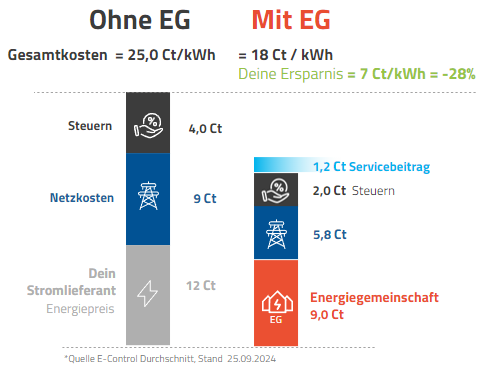 Ohne EG Mit EG
Gesamtkosten = 25,0 Ct/kWh = 18 Ct / kWh
Deine Ersparnis = 7 Ct/kWh = -28%
Steuern % 4,0 Ct
1,2 Ct Servicebeitrag
% 2,0 Ct Steuern
Netzkosten 9 Ct
5,8 Ct
Dein
Stromlieferant 12 Ct
Energiepreis
EG
Energiegemeinschaft
9,0 Ct
*Quelle E-Control Durchschnitt, Stand 25.09.2024